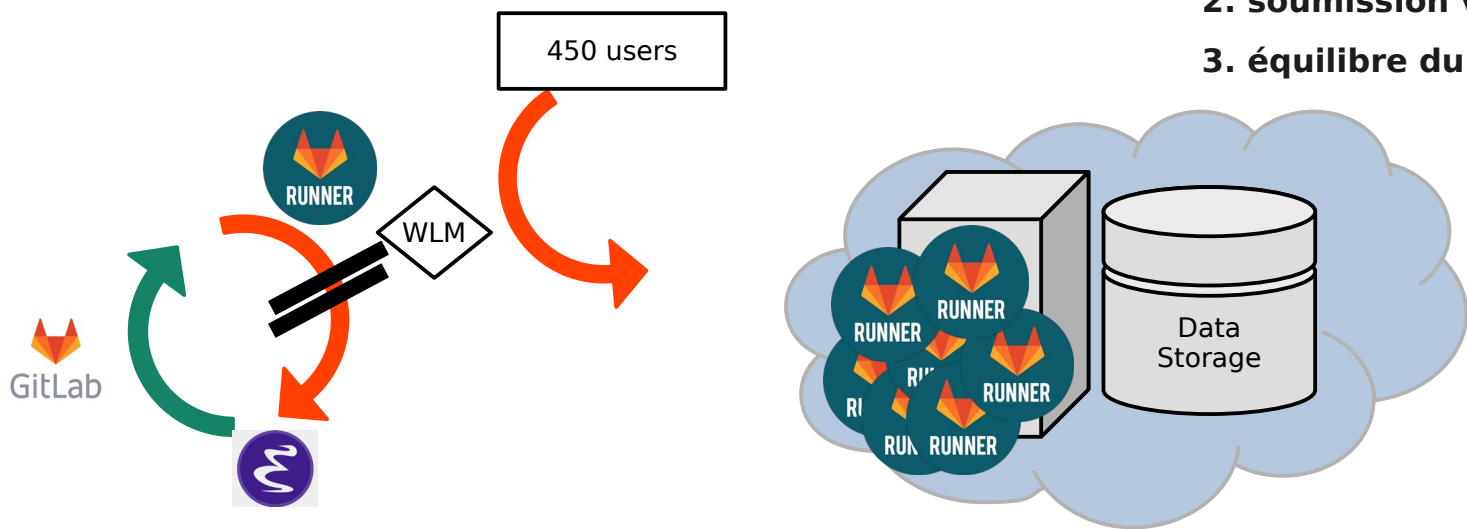 2. soumission
3. équilibre du
450 users
RUNNER
WLM
GitLab
RUNNER
RUNNER
RUNNER
RUNNER
Data
Storage